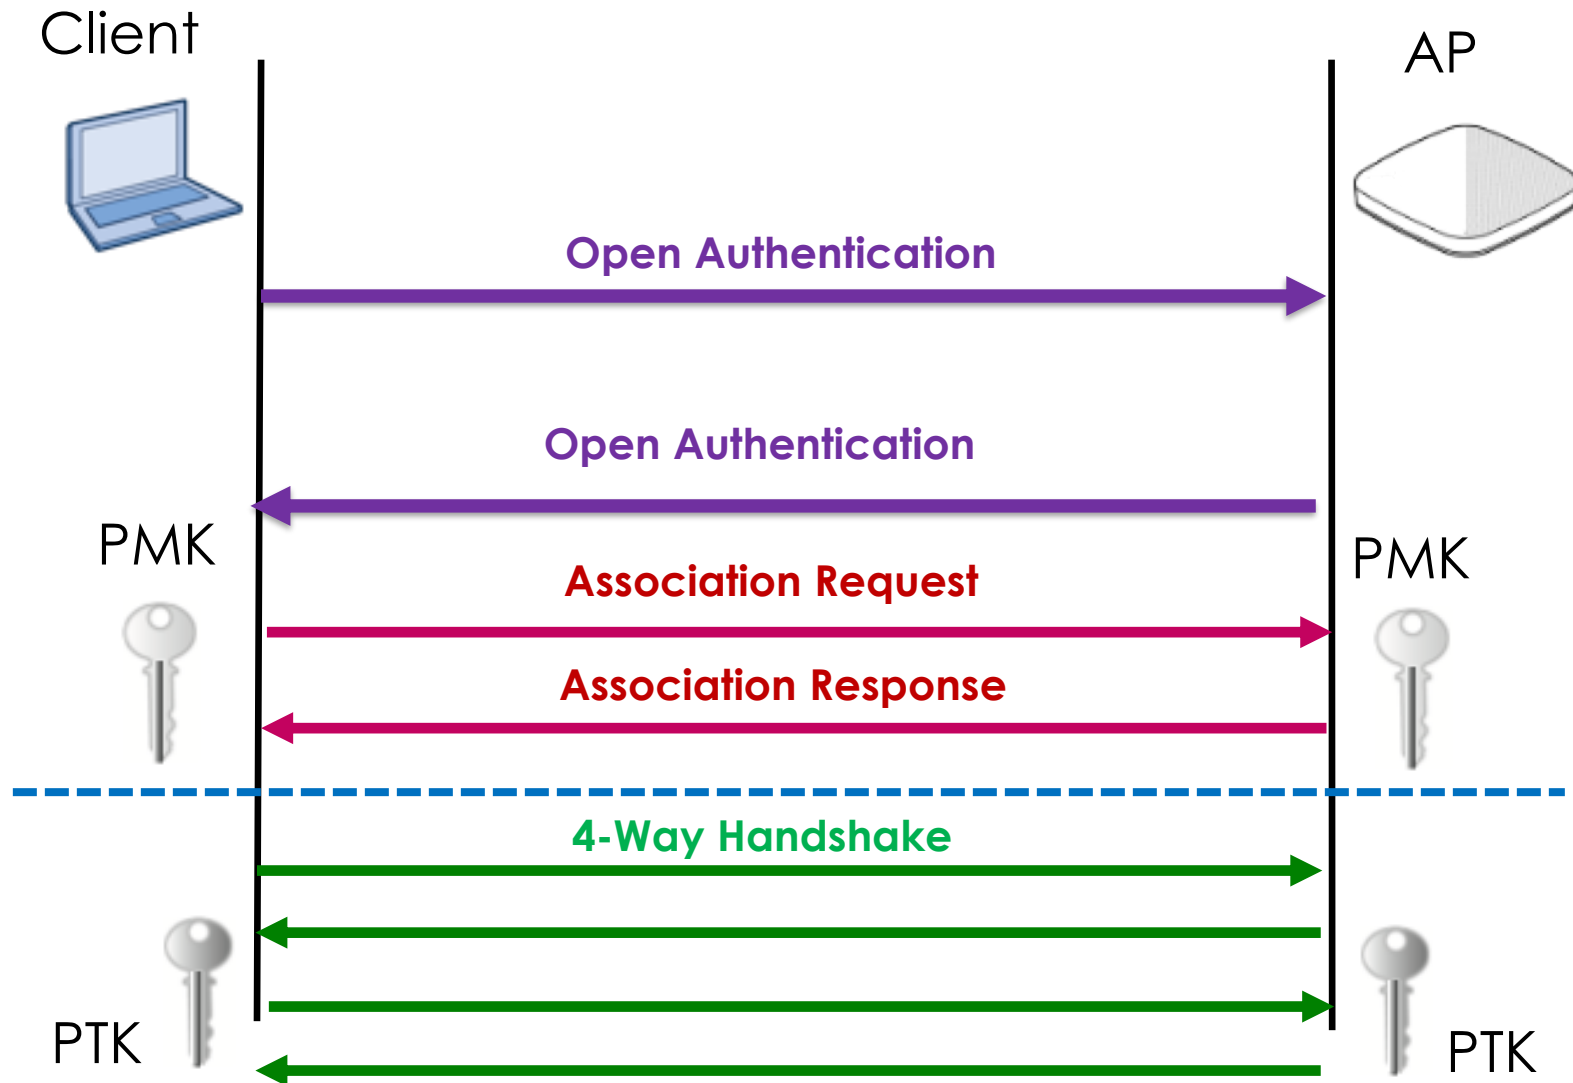 Client
AP
Open Authentication
Open Authentication
PMK
PMK
Association Request
Association Response
4-Way Handshake
PTK
PTK